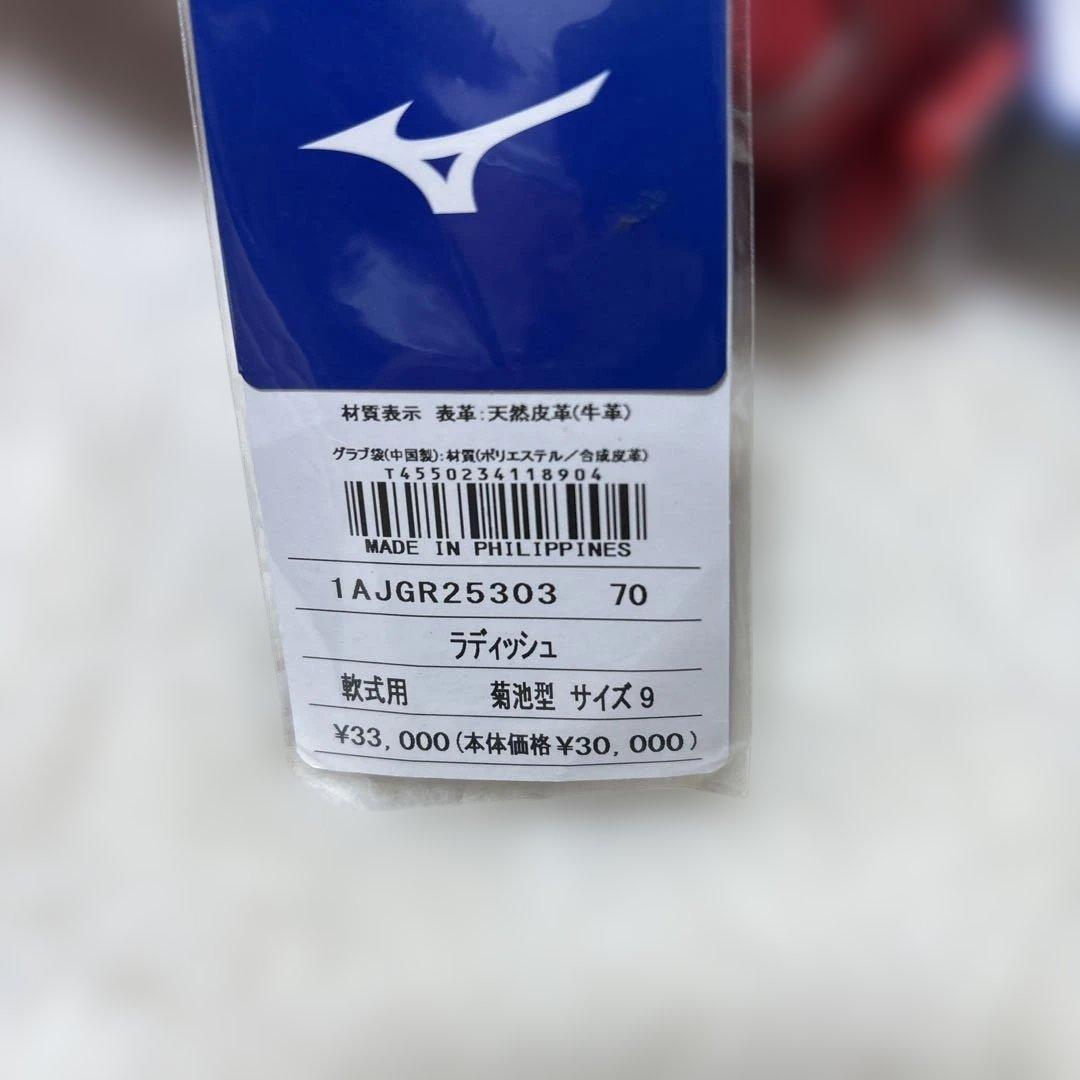 材質表示 表革:天然皮革(牛革)
グラブ袋(中国製):材質(ポリエステル/合成皮革)
T4550234118904
MADE IN PHILIPPINES
1AJGR25303 70
ラディッシュ
軟式用 菊池型 サイズ9
¥33,000(本体価格¥30,000)